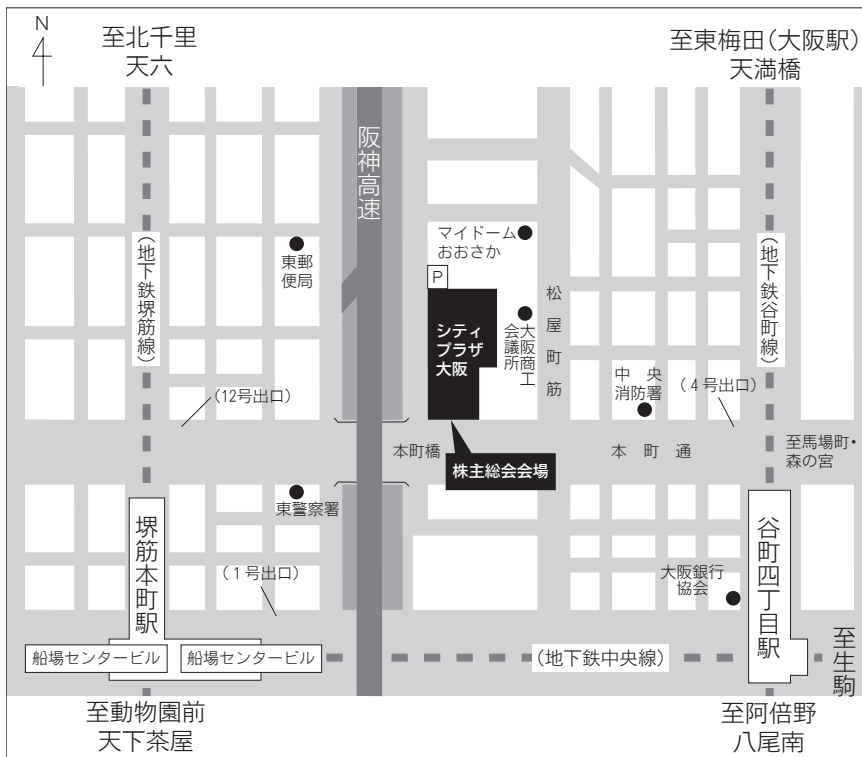 N
至北千里
天六
至東梅田(大阪駅)
天満橋
阪神高速
(地下鉄堺筋線)
東郵
便局
マイドーム
おおさか
P
シティ
プラザ
大阪
大阪商工
会議所
松屋町筋
(地下鉄谷町線)
中央
消防署
(4号出口)
(12号出口)
本町橋
株主総会会場
本町通
至馬場町・
森の宮
東警察署
堺筋本町駅
(1号出口)
大阪銀行
協会
谷町四丁目駅
船場センタービル
船場センタービル
(地下鉄中央線)
至生駒
至動物園前
天下茶屋
至阿倍野
八尾南